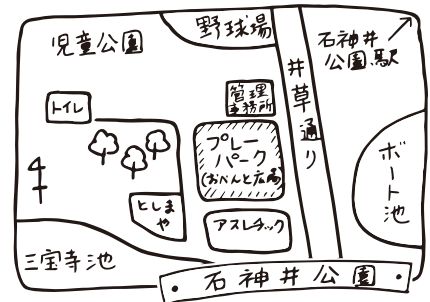 児童公園
野球場
石神井
公園駅
井草通り
管理
事務所
トイレ
プレー
パーク
(おべんと広場)
ボート池
としま
や
アスレチック
三宝寺池
石神井公園